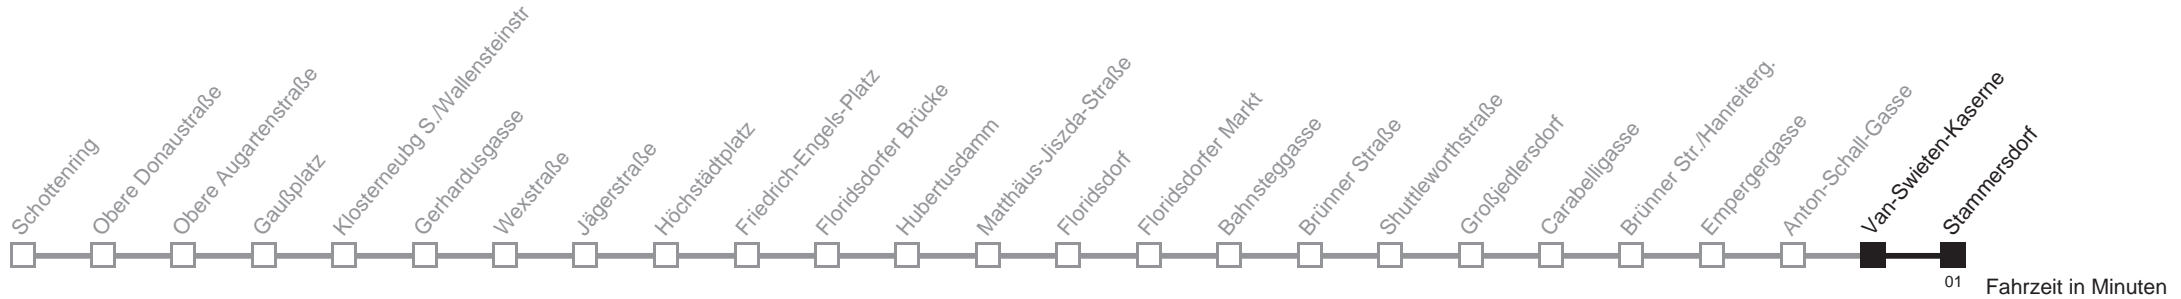 Schottenring
Obere Donaustraße
Obere Augartenstraße
Gaußplatz
Klosterneubg S./Wallensteinstr
Gerhardusgasse
Wexstraße
Jägerstraße
Höchstädtplatz
Friedrich-Engels-Platz
Floridsdorfer Brücke
Hubertusdamm
Matthäus-Jiszda-Straße
Floridsdorf
Floridsdorfer Markt
Bahnsteggasse
Brünner Straße
Shuttleworthstraße
Großjedlersdorf
Carabelligasse
Brünner Str./Hanreiterg.
Empergergasse
Anton-Schall-Gasse
Van-Swieten-Kaserne
Stammersdorf
01 Fahrzeit in Minuten